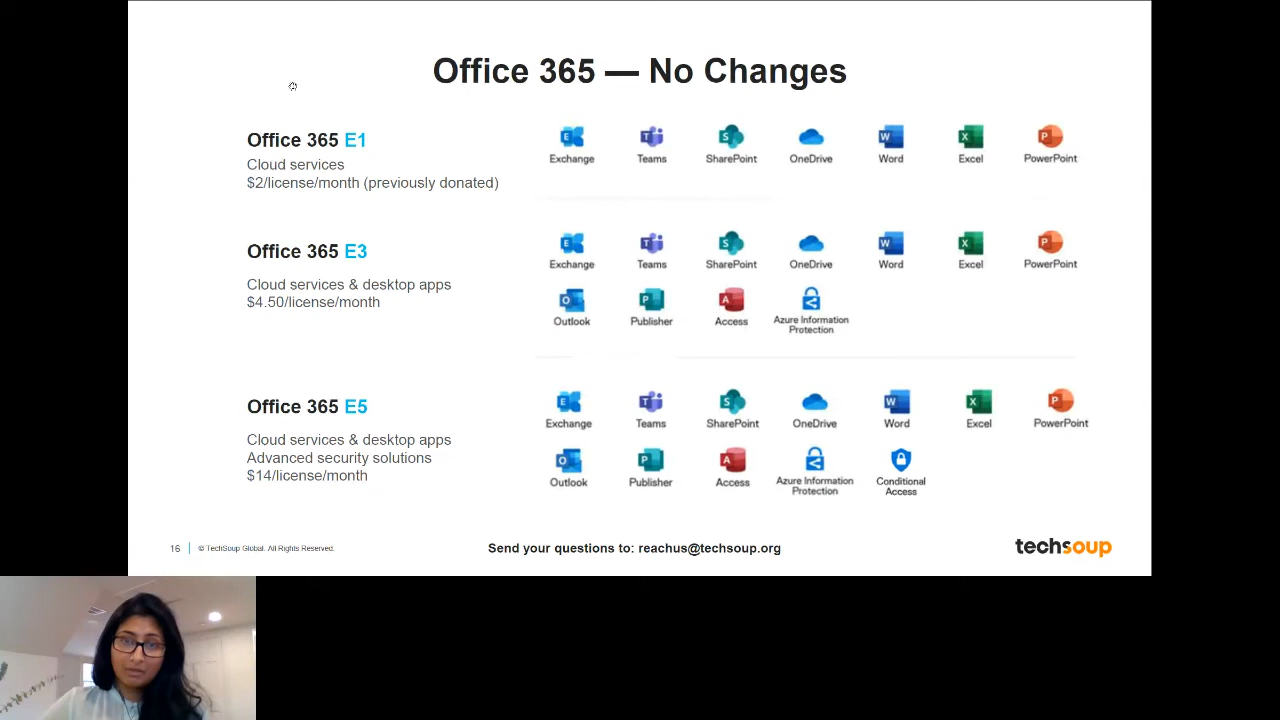 Office 365 — No Changes
Office 365 E1
Cloud services
$2/license/month (previously donated)
Exchange Teams SharePoint OneDrive Word Excel PowerPoint
Office 365 E3
Cloud services & desktop apps
$4.50/license/month
Exchange Teams SharePoint OneDrive Word Excel PowerPoint
Outlook Publisher Access Azure Information
Protection
Office 365 E5
Cloud services & desktop apps
Advanced security solutions
$14/license/month
Exchange Teams SharePoint OneDrive Word Excel PowerPoint
Outlook Publisher Access Azure Information Conditional
Protection Access
16 © TechSoup Global. All Rights Reserved. Send your questions to: reachus@techsoup.org techsoup